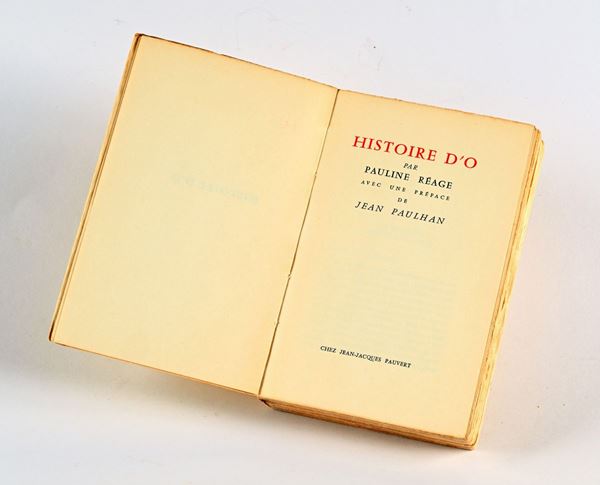 HISTOIRE D'O
PAR
PAULINE RÉAGE
AVEC UNE PRÉFACE
DE
JEAN PAULHAN
CHEZ JEAN-JACQUES PAUVERT